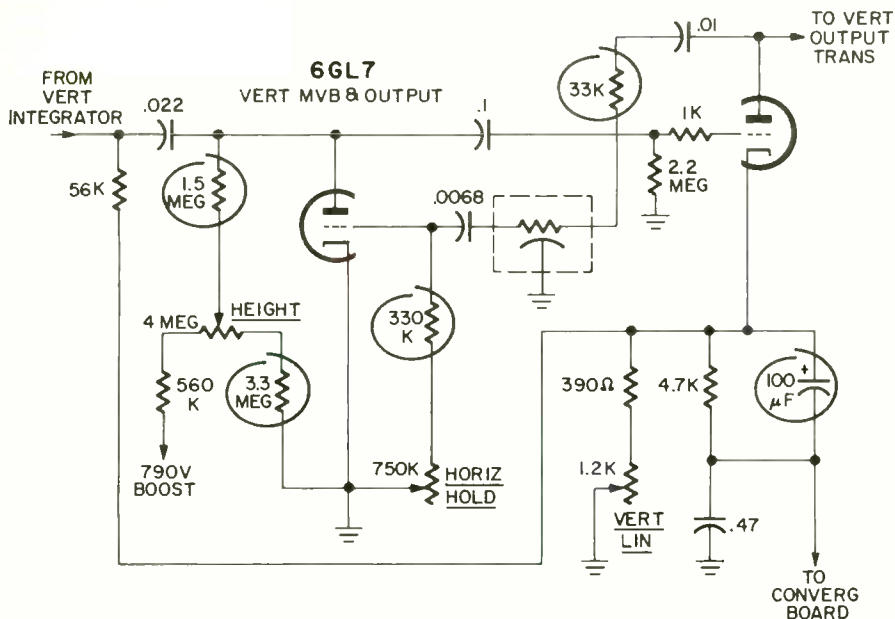 FROM
VERT
INTEGRATOR
.022
6GL7
VERT MVB & OUTPUT
.1
33K
.01
TO VERT
OUTPUT
TRANS
1K
2.2
MEG
56K
1.5
MEG
.0068
4 MEG
HEIGHT
330
K
560
K
3.3
MEG
790V
BOOST
750K
HORIZ
HOLD
390Ω
4.7K
+
100
μF
1.2K
VERT
LIN
.47
TO
CONVERG
BOARD